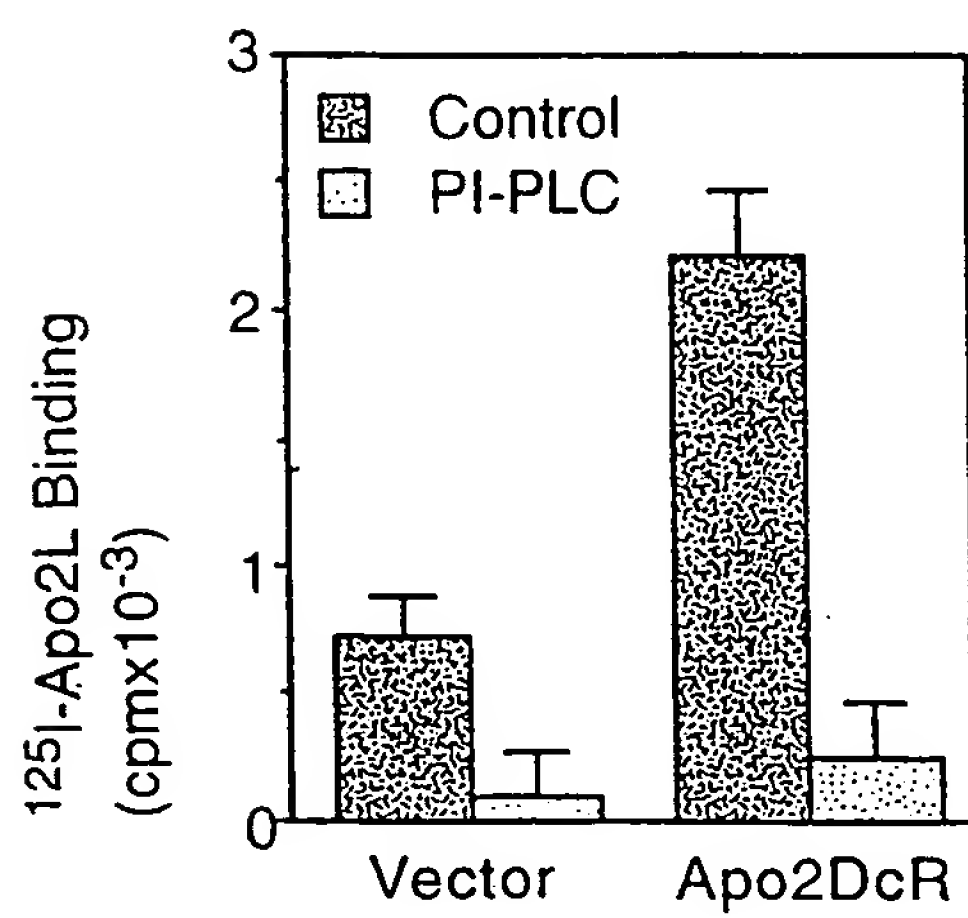 3
Control
PI-PLC
2
1
0
125I-Apo2L Binding
(cpmx10-3)
Vector Apo2DcR